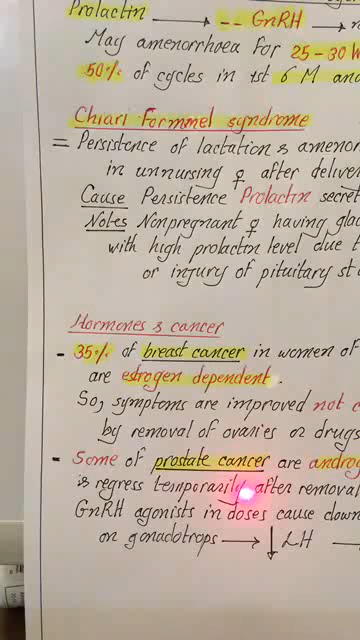 Prolactin → -- GnRH →
May amenorrhoea for 25-30 W
50% of cycles in 1st 6 M and
Chiari Formmel syndrome
= Persistence of lactation & amenor
in unnursing ♀ after deliver
Cause Persistence Prolactin secret
Notes Nonpregnant ♀ having gla
with high prolactin level due t
or injury of pituitary st
Hormones & cancer
- 35% of breast cancer in women of
are estrogen dependent.
So, symptoms are improved not c
by removal of ovaries or drugs
- Some of prostate cancer are androg
is regress temporarily after removal
GnRH agonists in doses cause down
on gonadotrops → ↓ LH →